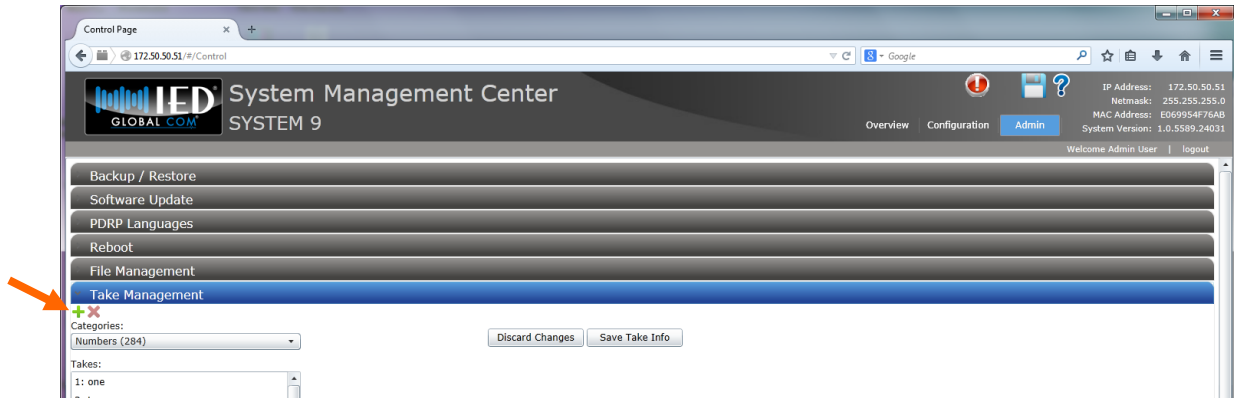 Control Page
172.50.50.51/#/Control
Google
IED
GLOBAL COM
System Management Center
SYSTEM 9
Overview Configuration Admin
IP Address: 172.50.50.51
Netmask: 255.255.255.0
MAC Address: E069954F76AB
System Version: 1.0.5589.24031
Welcome Admin User | logout
Backup / Restore
Software Update
PDRP Languages
Reboot
File Management
Take Management
Categories:
Numbers (284)
Discard Changes Save Take Info
Takes:
1: one